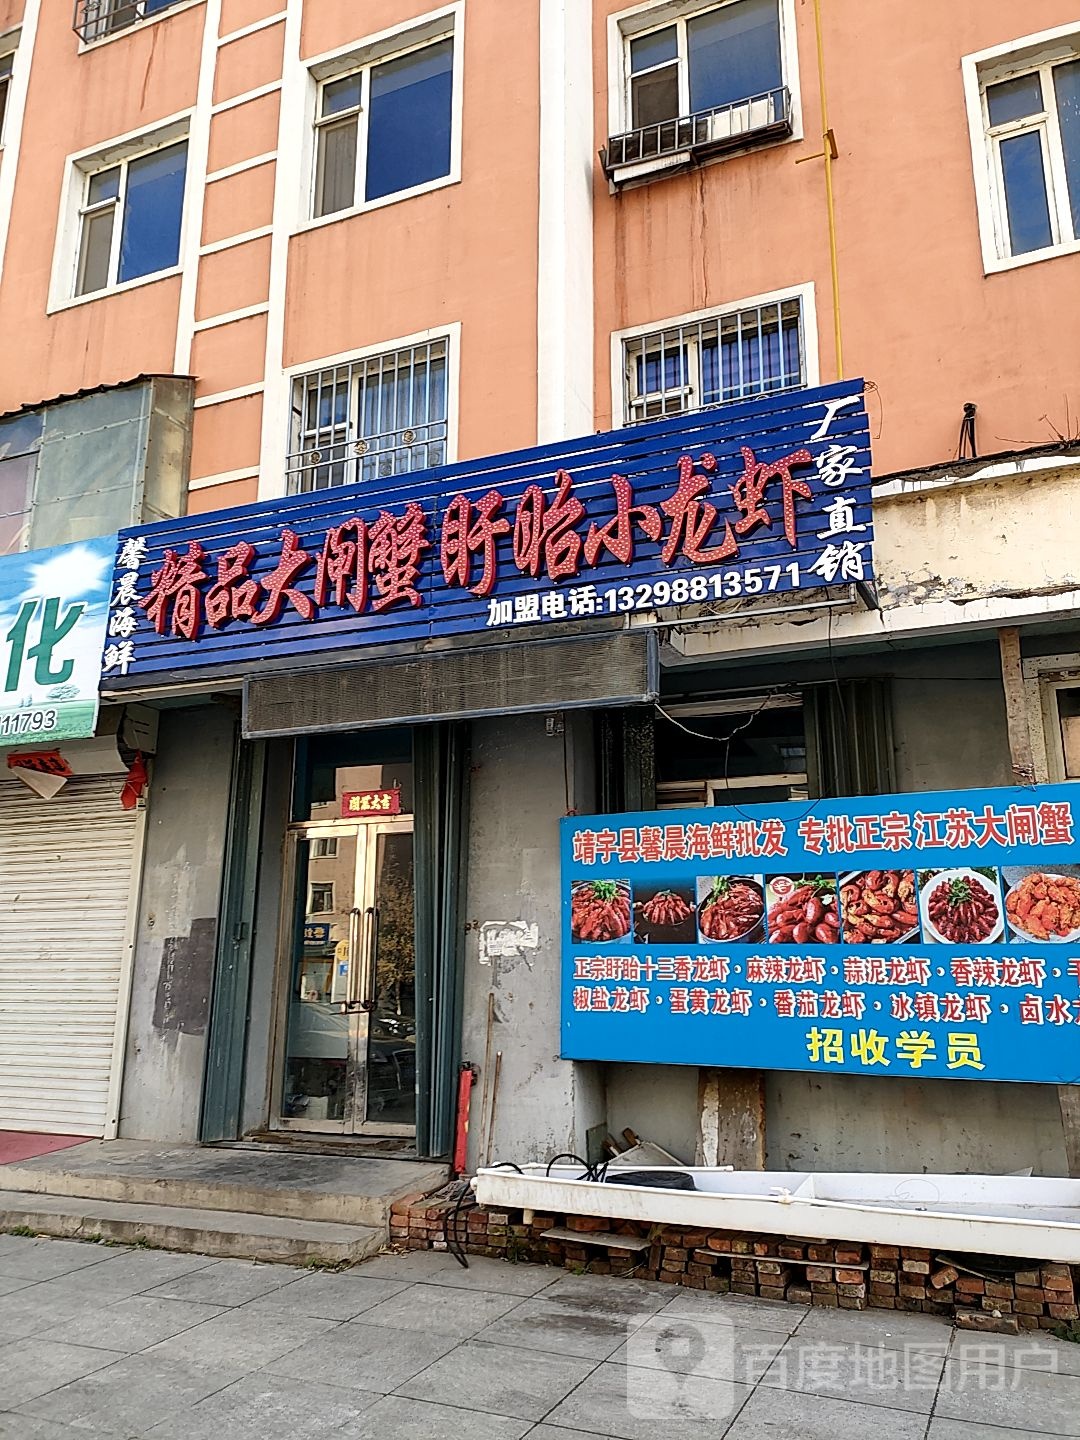 馨晨海鲜
精品大闸蟹 盱眙小龙虾
加盟电话:13298813571
厂家直销
化
11793
開業大吉
靖宇县馨晨海鲜批发 专批正宗江苏大闸蟹
正宗盱眙十三香龙虾·麻辣龙虾·蒜泥龙虾·香辣龙虾·
椒盐龙虾·蛋黄龙虾·番茄龙虾·冰镇龙虾·卤水
招收学员
百度地图用户